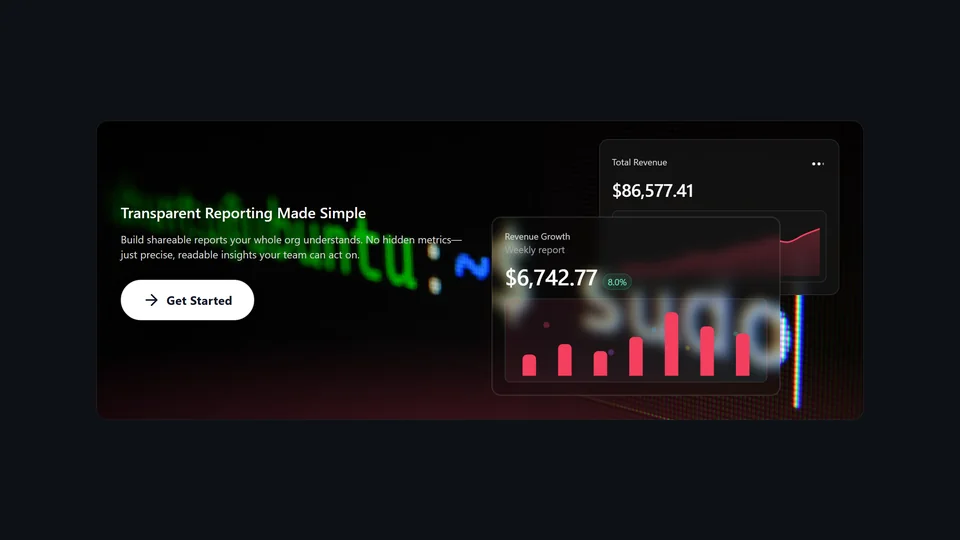 Transparent Reporting Made Simple
Build shareable reports your whole org understands. No hidden metrics—
just precise, readable insights your team can act on.
Get Started
Total Revenue
$86,577.41
Revenue Growth
Weekly report
$6,742.77 8.0%
ubuntu:~$ sudo